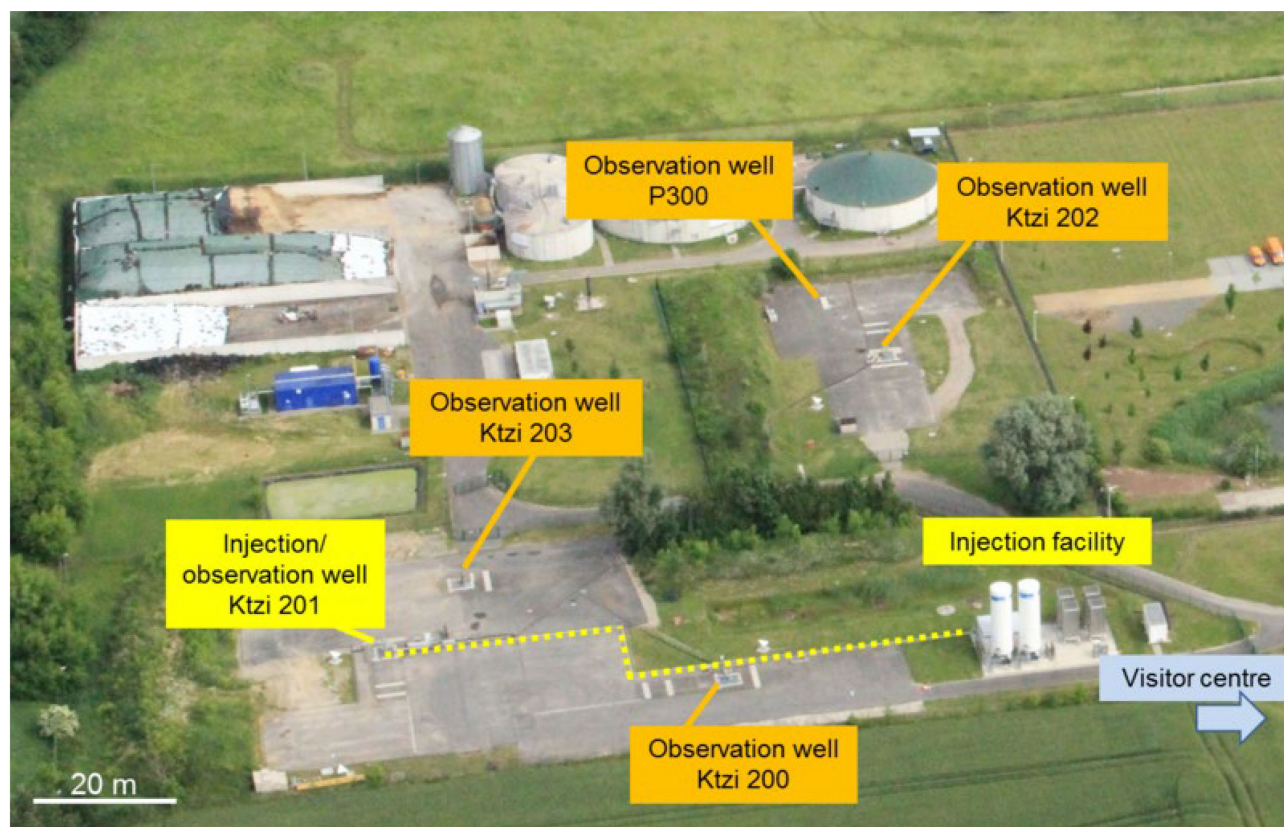 Observation well
P300
Observation well
Ktzi 202
Observation well
Ktzi 203
Injection/
observation well
Ktzi 201
Injection facility
Visitor centre
Observation well
Ktzi 200
20 m